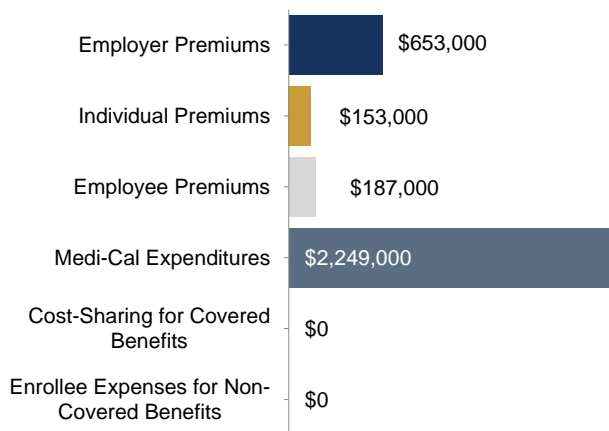 Employer Premiums $653,000
Individual Premiums $153,000
Employee Premiums $187,000
Medi-Cal Expenditures $2,249,000
Cost-Sharing for Covered
Benefits $0
Enrollee Expenses for Non-
Covered Benefits $0